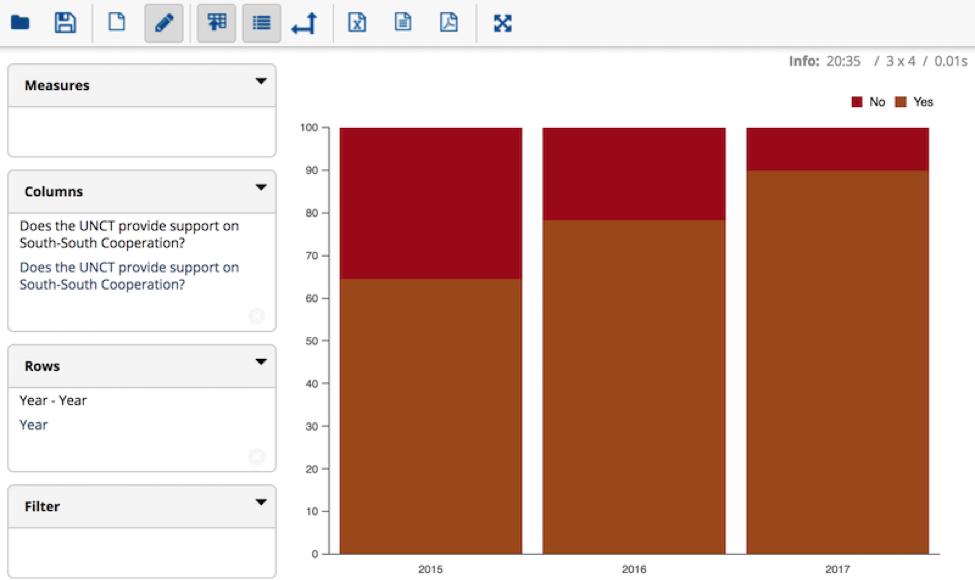 Info: 20:35 / 3 x 4 / 0.01s
Measures
Columns
Does the UNCT provide support on
South-South Cooperation?
Does the UNCT provide support on
South-South Cooperation?
Rows
Year - Year
Year
Filter
No Yes
100
90
80
70
60
50
40
30
20
10
0
2015 2016 2017